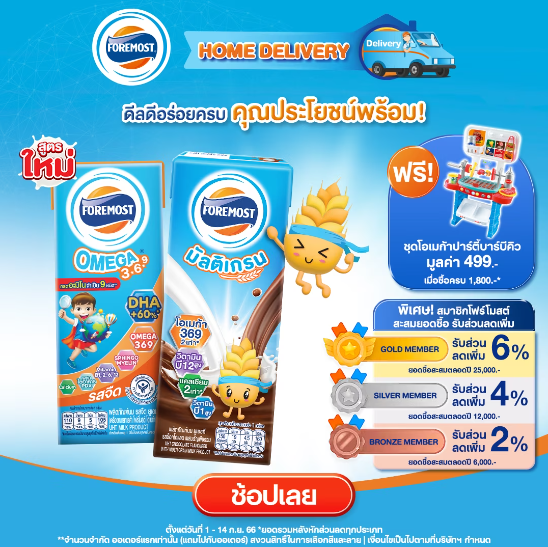 FOREMOST
HOME DELIVERY
Delivery
ดีลดีอร่อยครบ คุณประโยชน์พร้อม!
สูตร
ใหม่
FOREMOST
OMEGA
3·6·9
DHA
+60%
OMEGA
369
รสจืด
FOREMOST
มัลติเกรน
โอเมก้า
369
วิตามิน
บี12สูง
แคลเซียม
2เท่า
วิตามิน
บี1สูง
ฟรี!
ชุดโอเมก้าปาร์ตี้บาร์บีคิว
มูลค่า 499.-
เมื่อซื้อครบ 1,800.-*
พิเศษ! สมาชิกโฟร์โมสต์
สะสมยอดซื้อ รับส่วนลดเพิ่ม
GOLD MEMBER
รับส่วนลดเพิ่ม 6%
ยอดซื้อสะสมตลอดปี 25,000.-
SILVER MEMBER
รับส่วนลดเพิ่ม 4%
ยอดซื้อสะสมตลอดปี 12,000.-
BRONZE MEMBER
รับส่วนลดเพิ่ม 2%
ยอดซื้อสะสมตลอดปี 6,000.-
ช้อปเลย
ตั้งแต่วันที่ 1 - 14 ก.พ. 66 *ยอดรวมหลังหักส่วนลดทุกประเภท
**จำนวนจำกัด ออเดอร์แรกเท่านั้น (แถมไปกับออเดอร์) สงวนสิทธิ์ในการเลือกสีและลาย | เงื่อนไขเป็นไปตามที่บริษัทฯ กำหนด